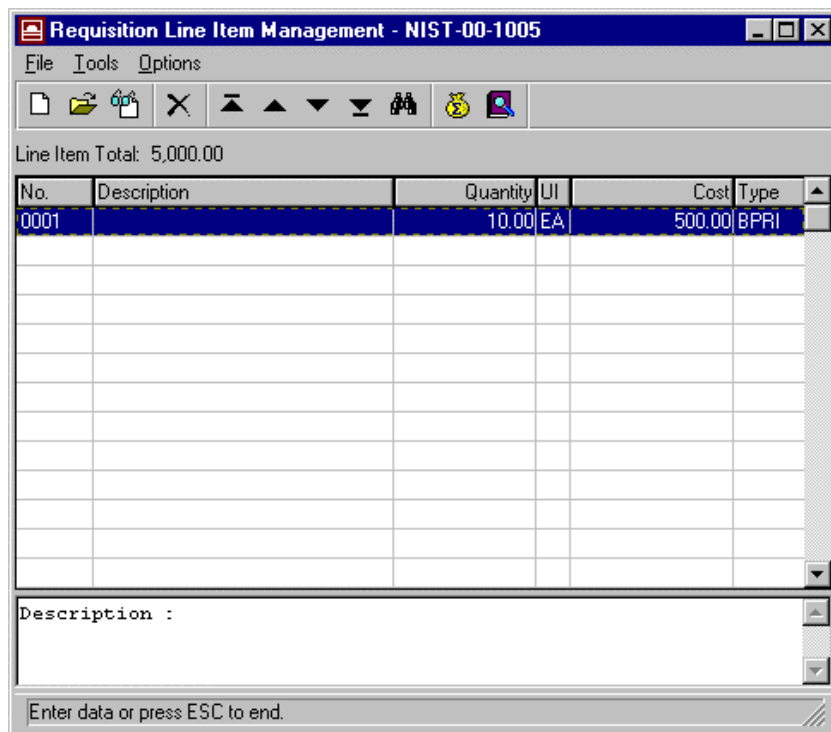 Requisition Line Item Management - NIST-00-1005
File Tools Options
Line Item Total: 5,000.00
No. Description Quantity UI Cost Type
0001 10.00 EA 500.00 BPRI
Description :
Enter data or press ESC to end.